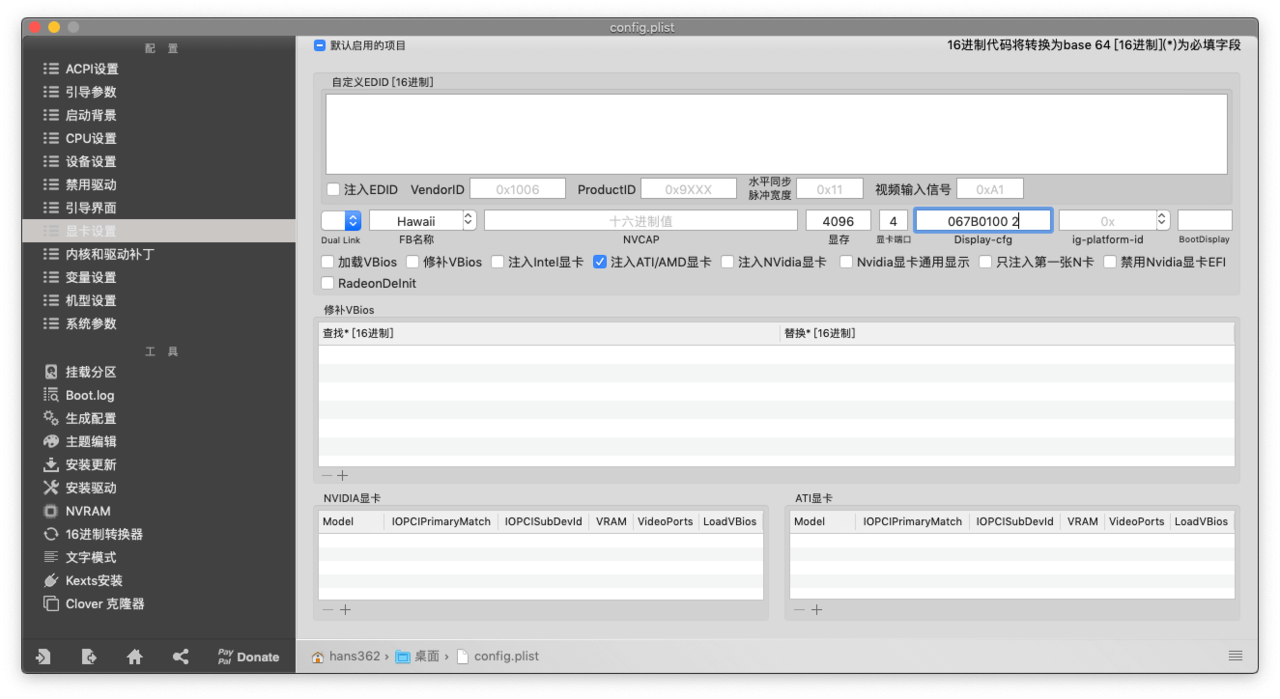 config.plist
配 置
ACPI设置
引导参数
启动背景
CPU设置
设备设置
禁用驱动
引导界面
显卡设置
内核和驱动补丁
变量设置
机型设置
系统参数
工 具
挂载分区
Boot.log
生成配置
主题编辑
安装更新
安装驱动
NVRAM
16进制转换器
文字模式
Kexts安装
Clover 克隆器
Pay Pal Donate
默认启用的项目 16进制代码将转换为base 64 [16进制](*)为必填字段
自定义EDID [16进制]
注入EDID VendorID 0x1006 ProductID 0x9XXX 水平同步 脉冲宽度 0x11 视频输入信号 0xA1
Hawaii 十六进制值 4096 4 067B0100 2 0x
Dual Link FB名称 NVCAP 显存 显卡端口 Display-cfg ig-platform-id BootDisplay
加载VBios 修补VBios 注入Intel显卡 注入ATI/AMD显卡 注入NVidia显卡 Nvidia显卡通用显示 只注入第一张N卡 禁用Nvidia显卡EFI
RadeonDeInit
修补VBios
查找* [16进制] 替换* [16进制]
NVIDIA显卡 ATI显卡
Model IOPCIPrimaryMatch IOPCISubDevId VRAM VideoPorts LoadVBios Model IOPCIPrimaryMatch IOPCISubDevId VRAM VideoPorts LoadVBios
hans362 › 桌面 › config.plist